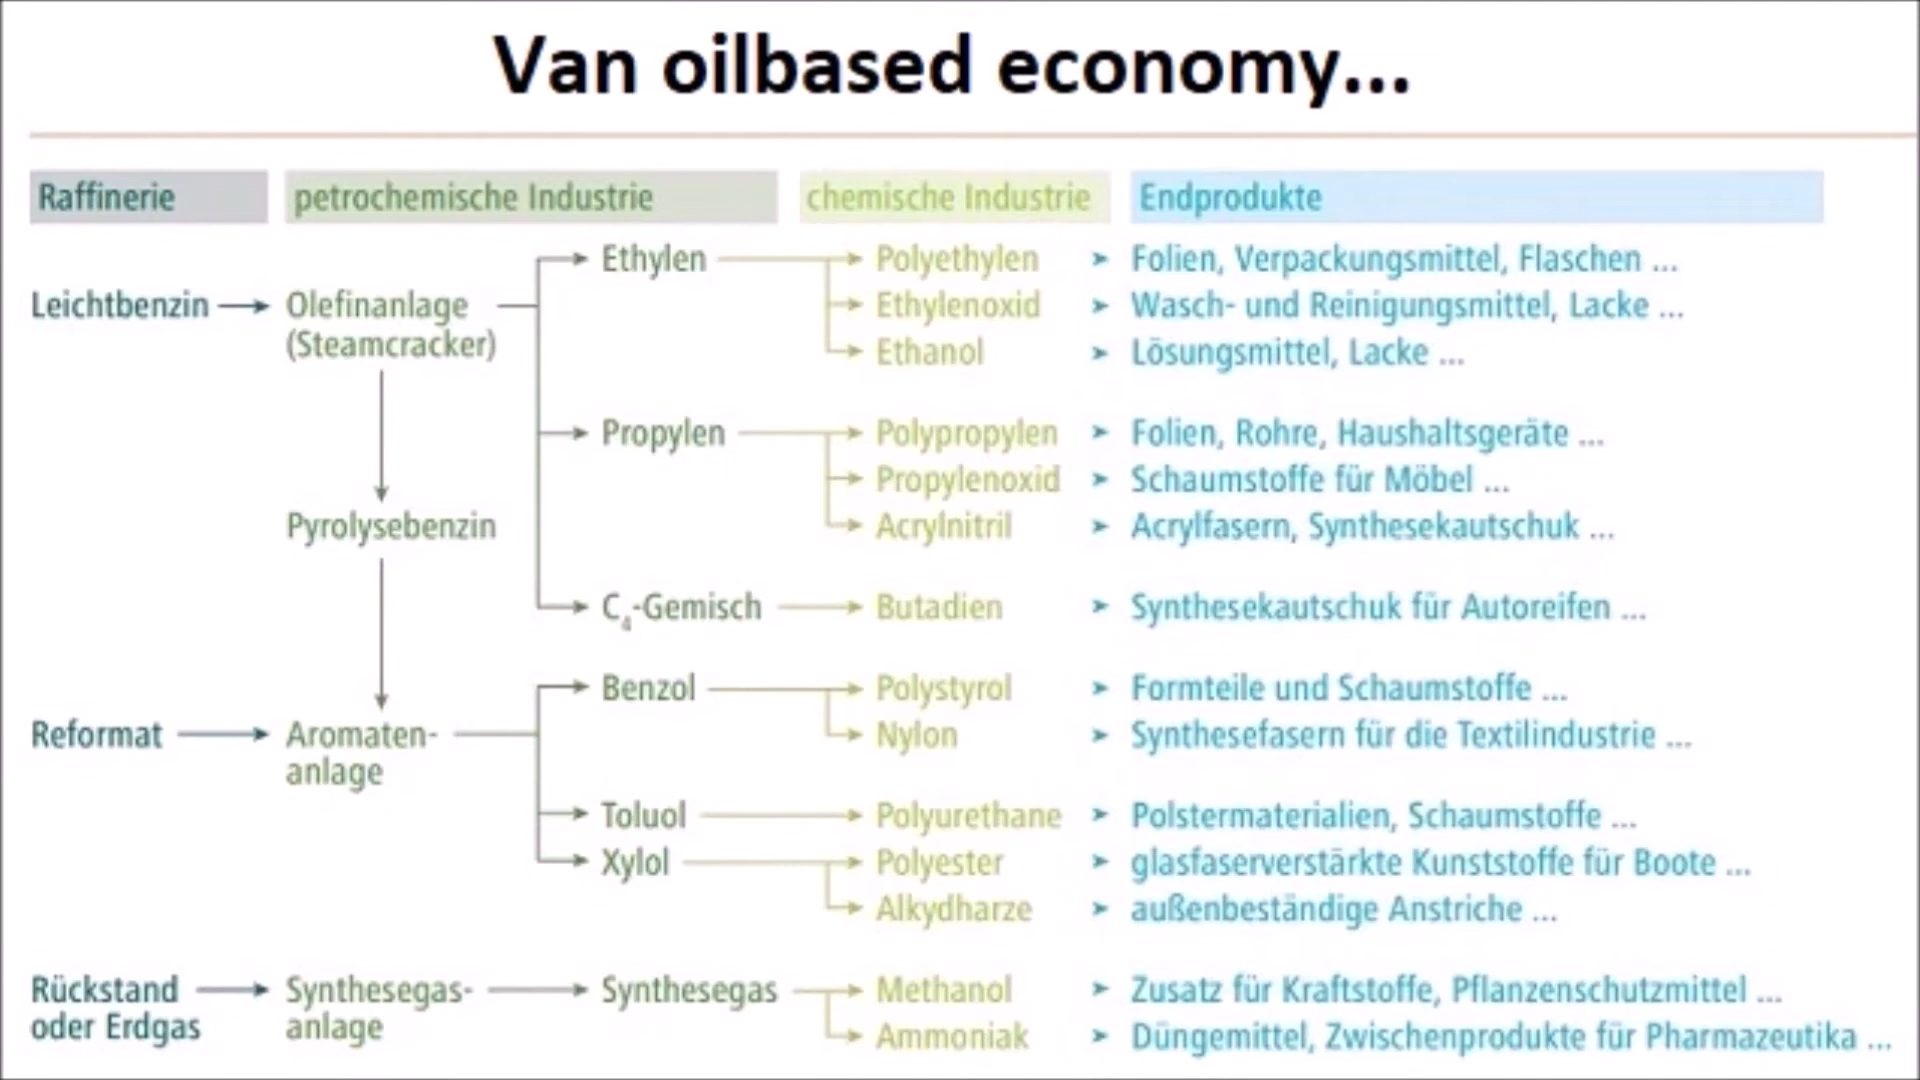 Van oilbased economy...
Raffinerie petrochemische Industrie chemische Industrie Endprodukte
Ethylen Polyethylen ➤ Folien, Verpackungsmittel, Flaschen ...
Leichtbenzin Olefinanlage Ethylenoxid ➤ Wasch- und Reinigungsmittel, Lacke ...
(Steamcracker) Ethanol ➤ Lösungsmittel, Lacke ...
Propylen Polypropylen ➤ Folien, Rohre, Haushaltsgeräte ...
Propylenoxid ➤ Schaumstoffe für Möbel ...
Pyrolysebenzin Acrylnitril ➤ Acrylfasern, Synthesekautschuk ...
C₄-Gemisch Butadien ➤ Synthesekautschuk für Autoreifen ...
Benzol Polystyrol ➤ Formteile und Schaumstoffe ...
Reformat Aromaten- Nylon ➤ Synthesefasern für die Textilindustrie ...
anlage
Toluol Polyurethane ➤ Polstermaterialien, Schaumstoffe ...
Xylol Polyester ➤ glasfaserverstärkte Kunststoffe für Boote ...
Alkydharze ➤ außenbeständige Anstriche ...
Rückstand Synthesegas- Synthesegas Methanol ➤ Zusatz für Kraftstoffe, Pflanzenschutzmittel ...
oder Erdgas anlage Ammoniak ➤ Düngemittel, Zwischenprodukte für Pharmazeutika ...